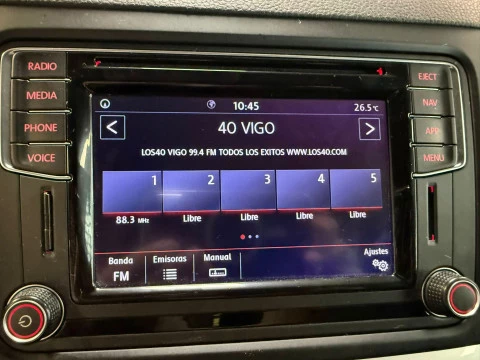 RADIO
MEDIA
PHONE
VOICE
EJECT
NAV
APP
MENU
10:45
26.5°C
40 VIGO
LOS40 VIGO 99.4 FM TODOS LOS EXITOS WWW.LOS40.COM
1 2 3 4 5
88.3 MHz Libre Libre Libre Libre
Banda Emisoras Manual Ajustes
FM